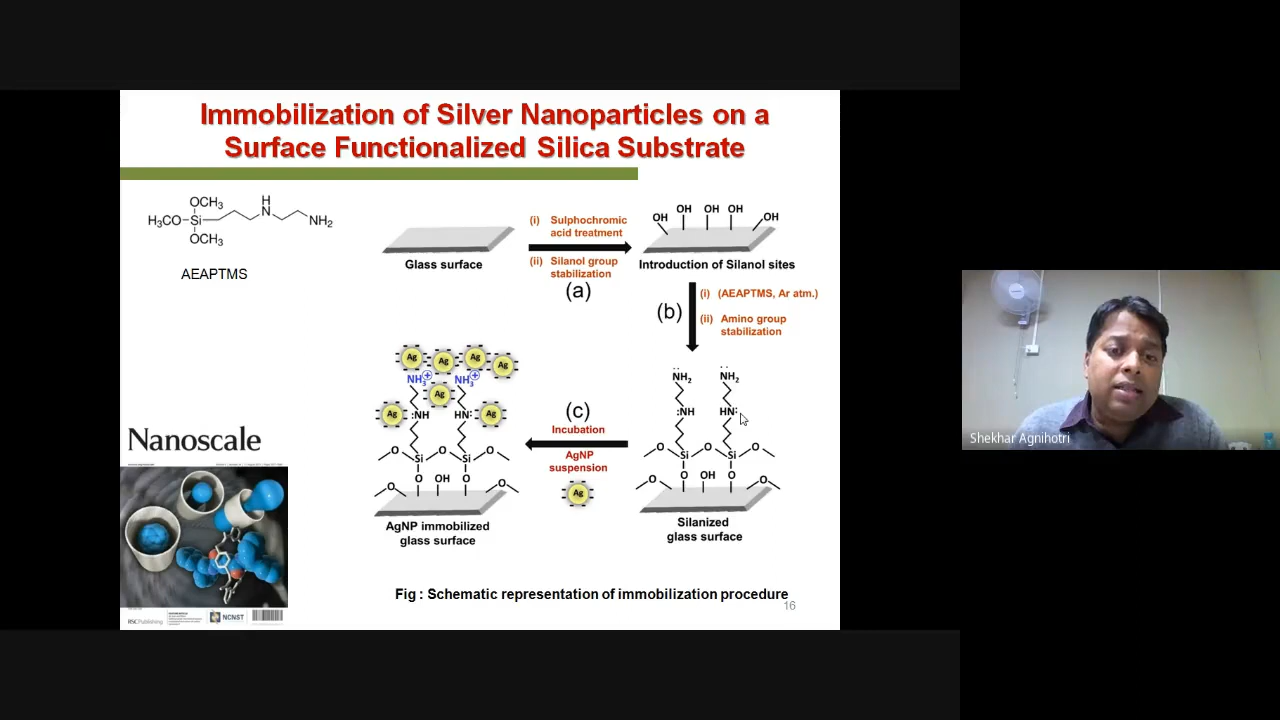 Immobilization of Silver Nanoparticles on a
Surface Functionalized Silica Substrate
OCH3
H3CO Si
H
N
NH2
OCH3
AEAPTMS
Glass surface
(i) Sulphochromic
acid treatment
(ii) Silanol group
stabilization
(a)
OH OH OH OH OH
Introduction of Silanol sites
(b)
(i) (AEAPTMS, Ar atm.)
(ii) Amino group
stabilization
NH2 NH2
:NH HN:
O Si O Si O
O O OH O O
Silanized
glass surface
(c)
Incubation
AgNP
suspension
Ag
Ag Ag Ag Ag
NH3+ NH3+
Ag
Ag :NH HN: Ag
O Si O Si O
O O OH O O
AgNP immobilized
glass surface
Nanoscale
RSCPublishing
NCNST
Fig : Schematic representation of immobilization procedure
16
Shekhar Agnihotri